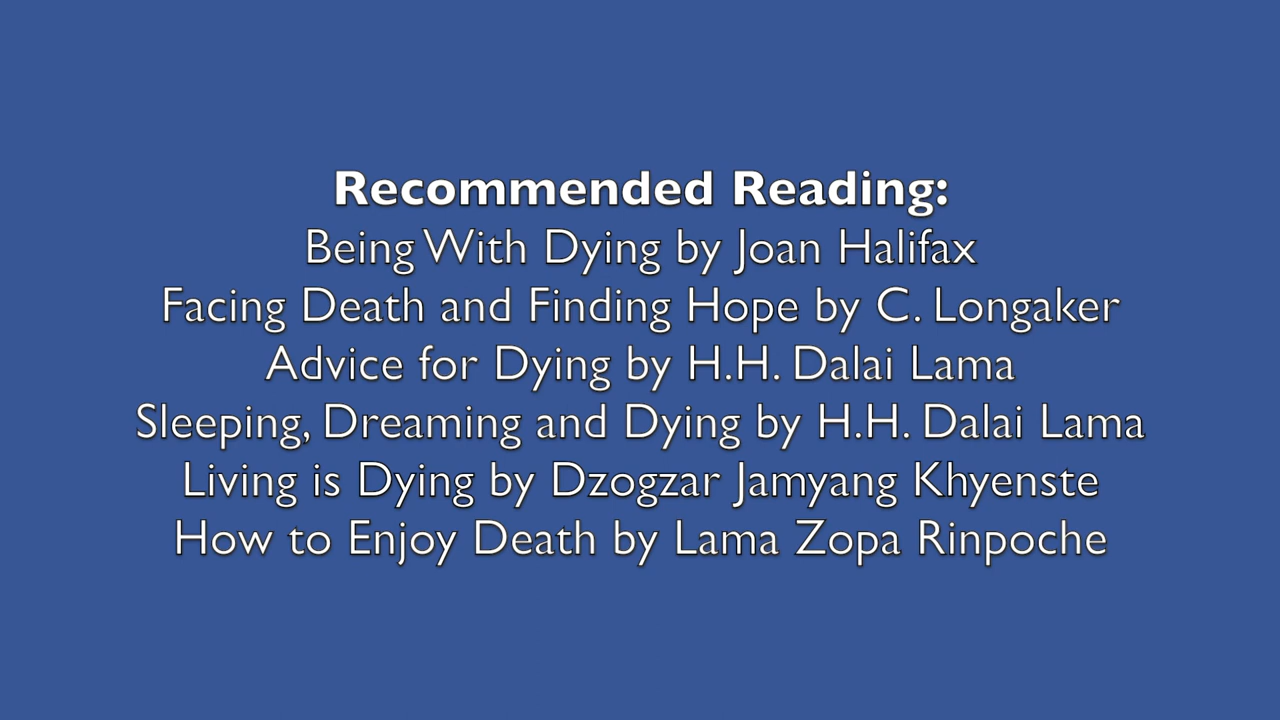 Recommended Reading:
Being With Dying by Joan Halifax
Facing Death and Finding Hope by C. Longaker
Advice for Dying by H.H. Dalai Lama
Sleeping, Dreaming and Dying by H.H. Dalai Lama
Living is Dying by Dzogzar Jamyang Khyenste
How to Enjoy Death by Lama Zopa Rinpoche